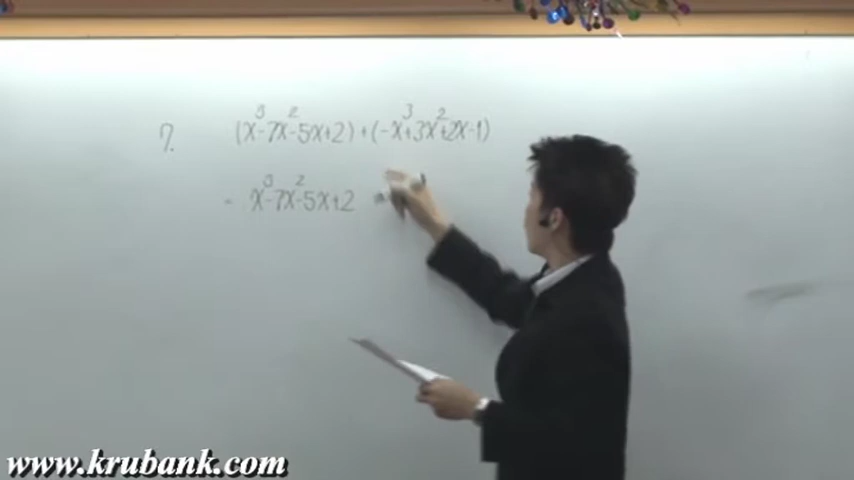 7. (x³-7x²-5x+2)+(-x³+3x²+2x-1)
= x³-7x²-5x+2
www.krubank.com